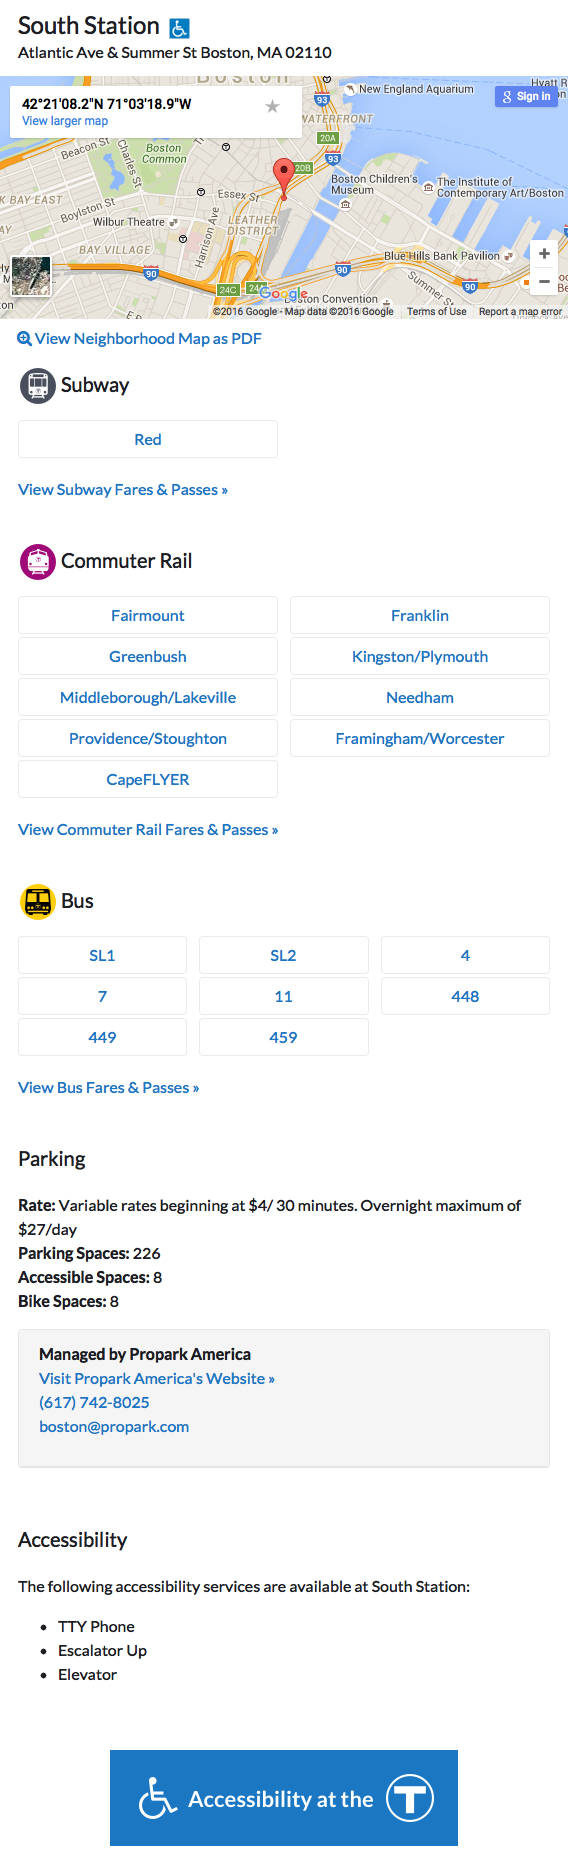 South Station
Atlantic Ave & Summer St Boston, MA 02110
Boston
42°21'08.2"N 71°03'18.9"W
View larger map
New England Aquarium
Hyatt R
Sign in
93
WATERFRONT
20A
Beacon St
Boston
Common
Charles St
93
20B
Boston Children's
Museum
The Institute of
Contemporary Art/Boston
K BAY EAST
Essex St
Boylston St
Wilbur Theatre
Harrison Ave
LEATHER
DISTRICT
BAY VILLAGE
Blue Hills Bank Pavilion
90
90
90
Summer St
24C
24A
Google
Boston Convention
©2016 Google - Map data ©2016 Google
Terms of Use
Report a map error
View Neighborhood Map as PDF
Subway
Red
View Subway Fares & Passes »
Commuter Rail
Fairmount
Franklin
Greenbush
Kingston/Plymouth
Middleborough/Lakeville
Needham
Providence/Stoughton
Framingham/Worcester
CapeFLYER
View Commuter Rail Fares & Passes »
Bus
SL1
SL2
4
7
11
448
449
459
View Bus Fares & Passes »
Parking
Rate: Variable rates beginning at $4/ 30 minutes. Overnight maximum of
$27/day
Parking Spaces: 226
Accessible Spaces: 8
Bike Spaces: 8
Managed by Propark America
Visit Propark America's Website »
(617) 742-8025
boston@propark.com
Accessibility
The following accessibility services are available at South Station:
• TTY Phone
• Escalator Up
• Elevator
Accessibility at the T